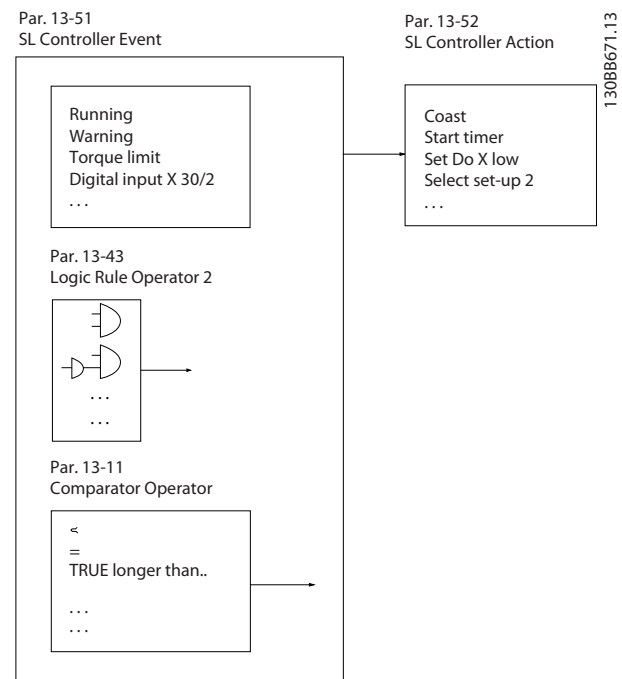 Par. 13-51
SL Controller Event
Par. 13-52
SL Controller Action
130BB671.13
Running
Warning
Torque limit
Digital input X 30/2
. . .
Coast
Start timer
Set Do X low
Select set-up 2
. . .
Par. 13-43
Logic Rule Operator 2
. . .
. . .
Par. 13-11
Comparator Operator
<
=
TRUE longer than..
. . .
. . .